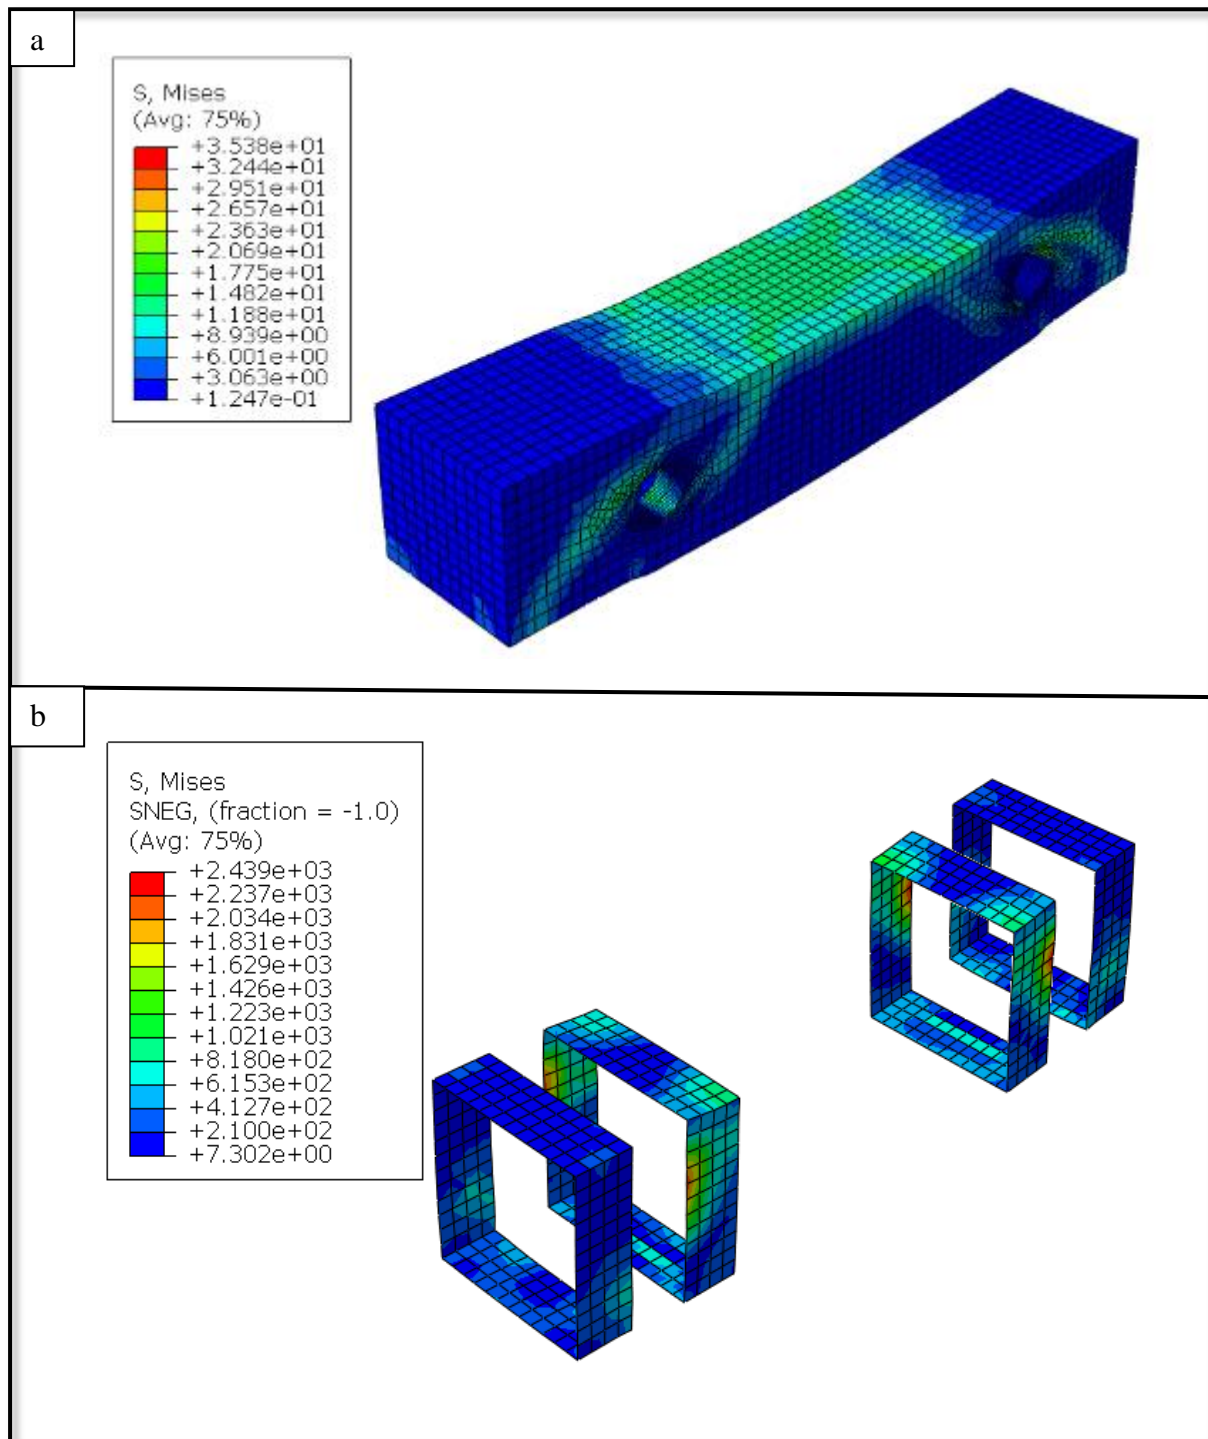 a
S, Mises
(Avg: 75%)
+3.538e+01
+3.244e+01
+2.951e+01
+2.657e+01
+2.363e+01
+2.069e+01
+1.775e+01
+1.482e+01
+1.188e+01
+8.939e+00
+6.001e+00
+3.063e+00
+1.247e-01
b
S, Mises
SNEG, (fraction = -1.0)
(Avg: 75%)
+2.439e+03
+2.237e+03
+2.034e+03
+1.831e+03
+1.629e+03
+1.426e+03
+1.223e+03
+1.021e+03
+8.180e+02
+6.153e+02
+4.127e+02
+2.100e+02
+7.302e+00